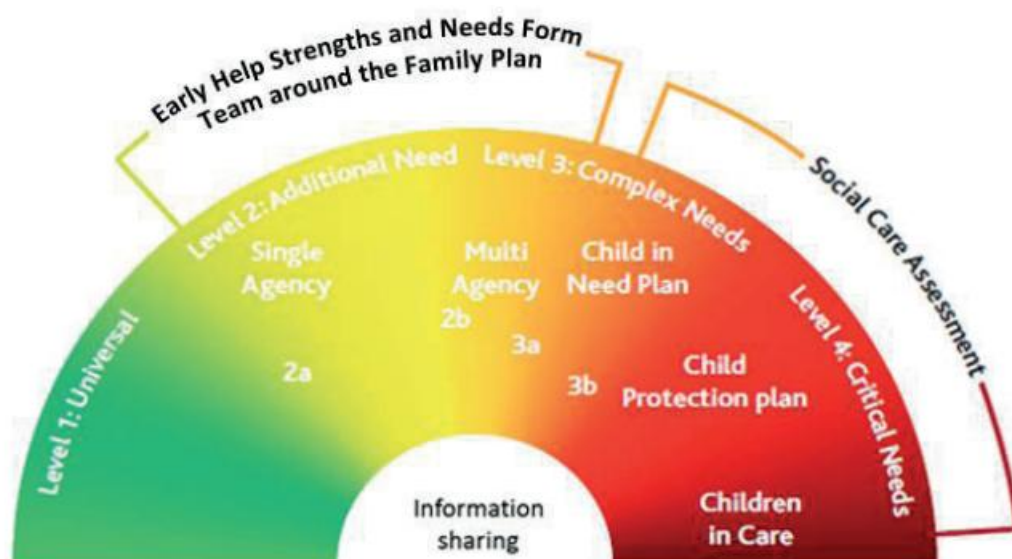 Early Help Strengths and Needs Form
Team around the Family Plan
Social Care Assessment
Level 1: Universal
Level 2: Additional Need
Level 3: Complex Needs
Level 4: Critical Needs
Single
Agency
2a
Multi
Agency
2b
3a
Child in
Need Plan
3b
Child
Protection plan
Children
in Care
Information
sharing